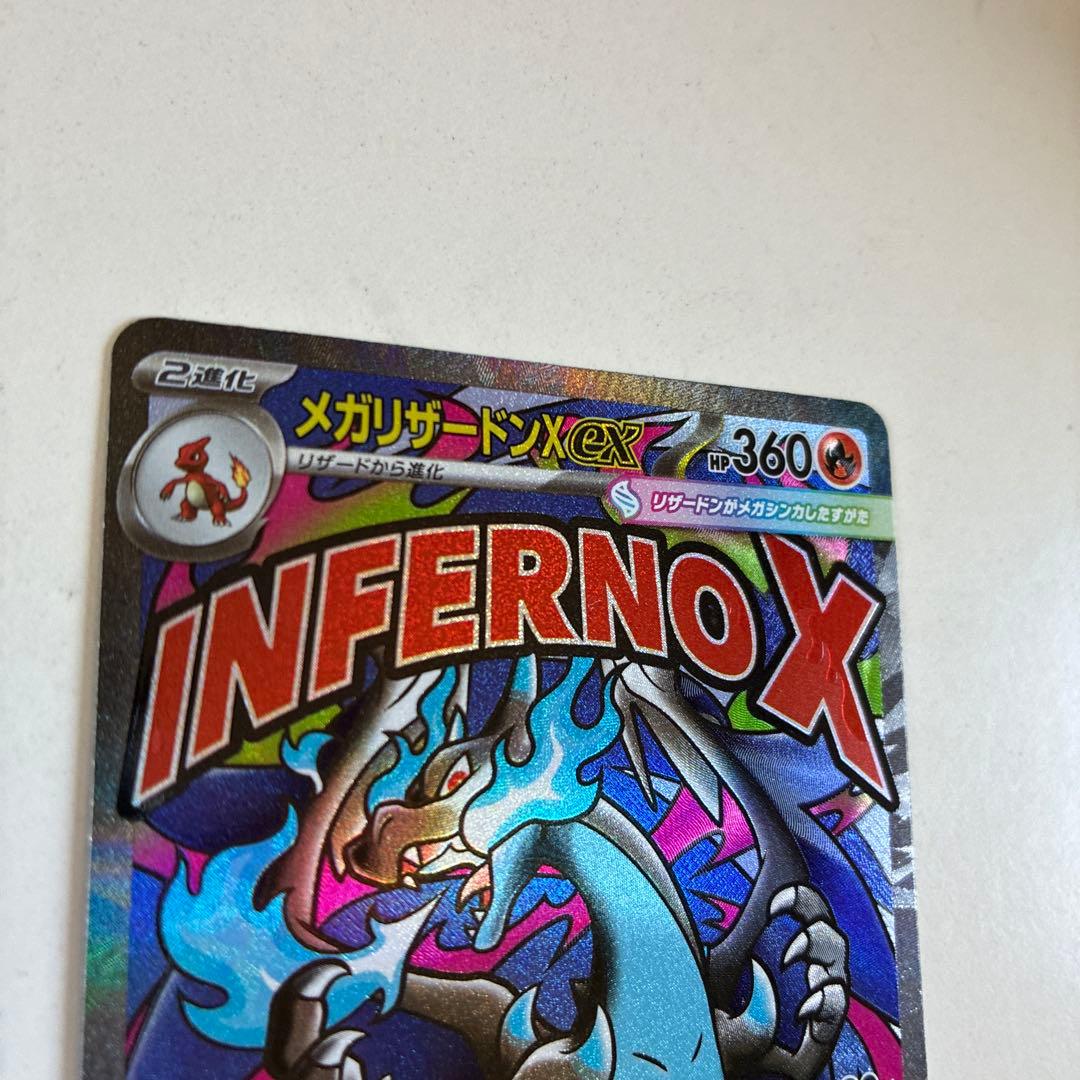 2進化
メガリザードンXex
HP360
リザードから進化
リザードンがメガシンカしたすがた
INFERNO X